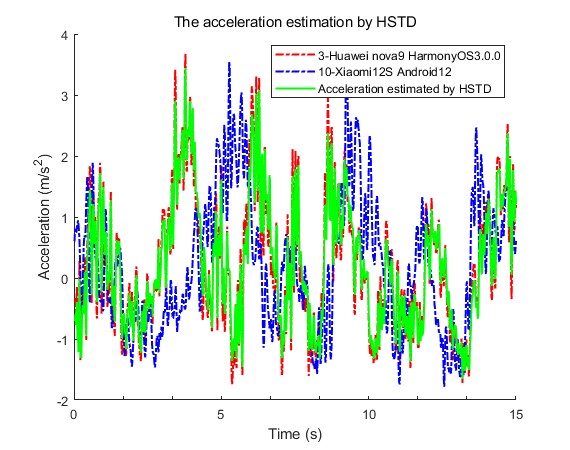 The acceleration estimation by HSTD
4
3
2
1
0
-1
-2
Acceleration (m/s²)
3-Huawei nova9 HarmonyOS3.0.0
10-Xiaomi12S Android12
Acceleration estimated by HSTD
0
5
10
15
Time (s)